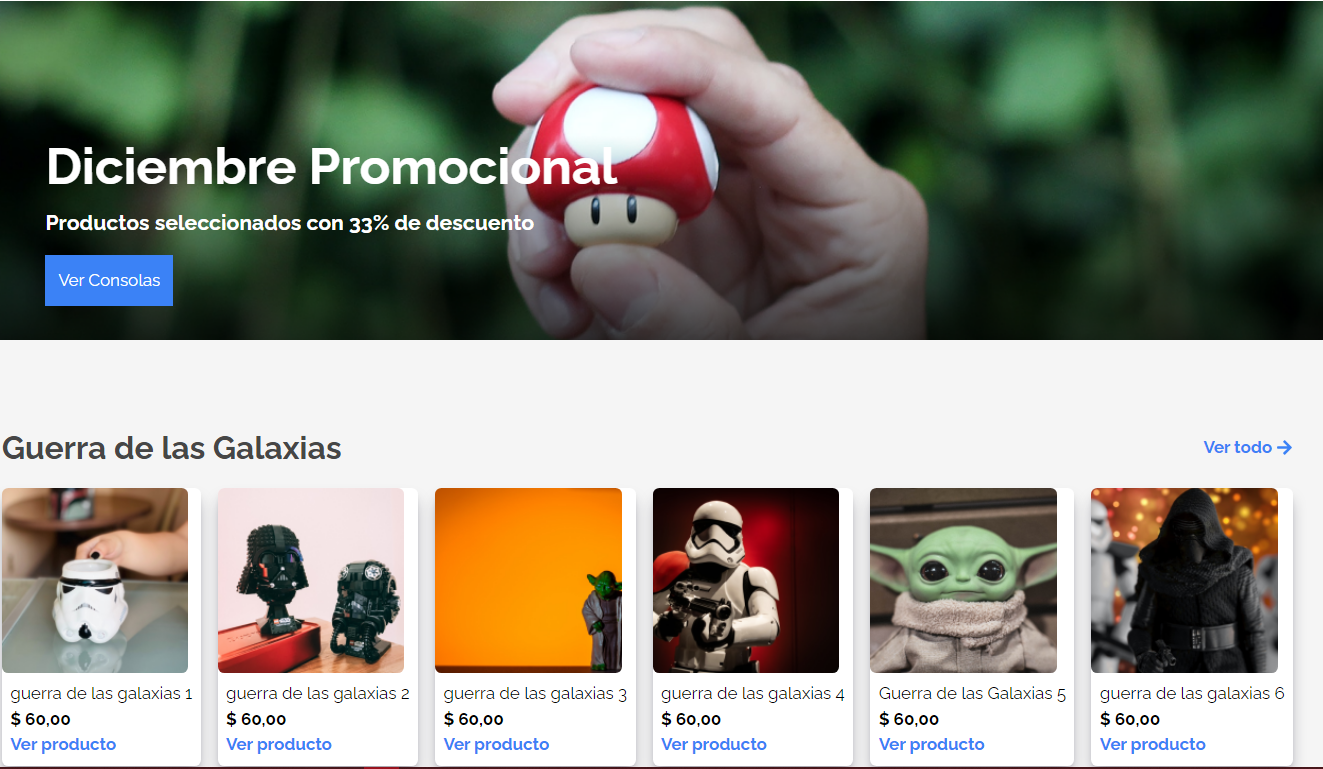 Diciembre Promocional
Productos seleccionados con 33% de descuento
Ver Consolas
Guerra de las Galaxias
Ver todo →
guerra de las galaxias 1
$ 60,00
Ver producto
guerra de las galaxias 2
$ 60,00
Ver producto
guerra de las galaxias 3
$ 60,00
Ver producto
guerra de las galaxias 4
$ 60,00
Ver producto
Guerra de las Galaxias 5
$ 60,00
Ver producto
guerra de las galaxias 6
$ 60,00
Ver producto